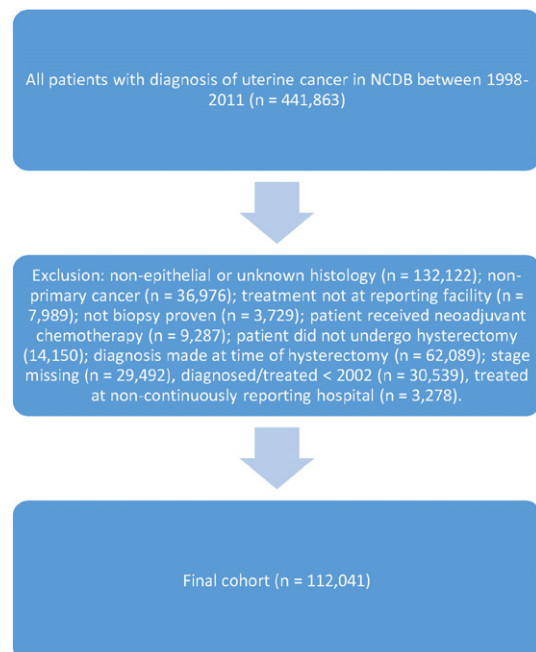 All patients with diagnosis of uterine cancer in NCDB between 1998-
2011 (n = 441,863)
Exclusion: non-epithelial or unknown histology (n = 132,122); non-
primary cancer (n = 36,976); treatment not at reporting facility (n =
7,989); not biopsy proven (n = 3,729); patient received neoadjuvant
chemotherapy (n = 9,287); patient did not undergo hysterectomy
(14,150); diagnosis made at time of hysterectomy (n = 62,089); stage
missing (n = 29,492), diagnosed/treated < 2002 (n = 30,539), treated
at non-continuously reporting hospital (n = 3,278).
Final cohort (n = 112,041)